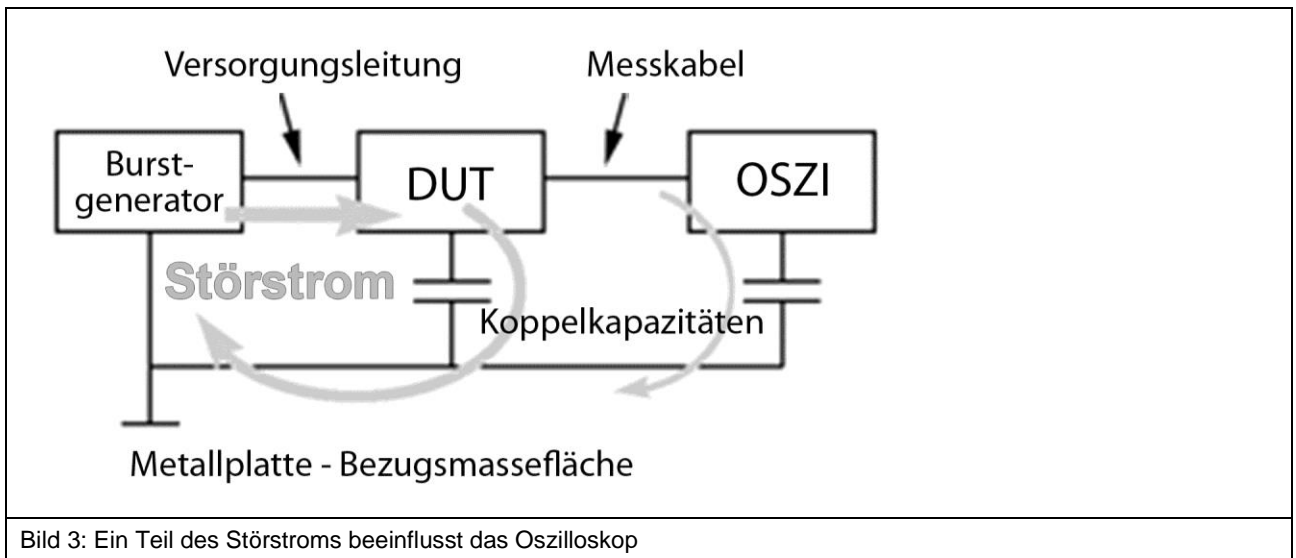 Versorgungsleitung
Messkabel
Burst-
generator
DUT
OSZI
Störstrom
Koppelkapazitäten
Metallplatte - Bezugsmassefläche
Bild 3: Ein Teil des Störstroms beeinflusst das Oszilloskop